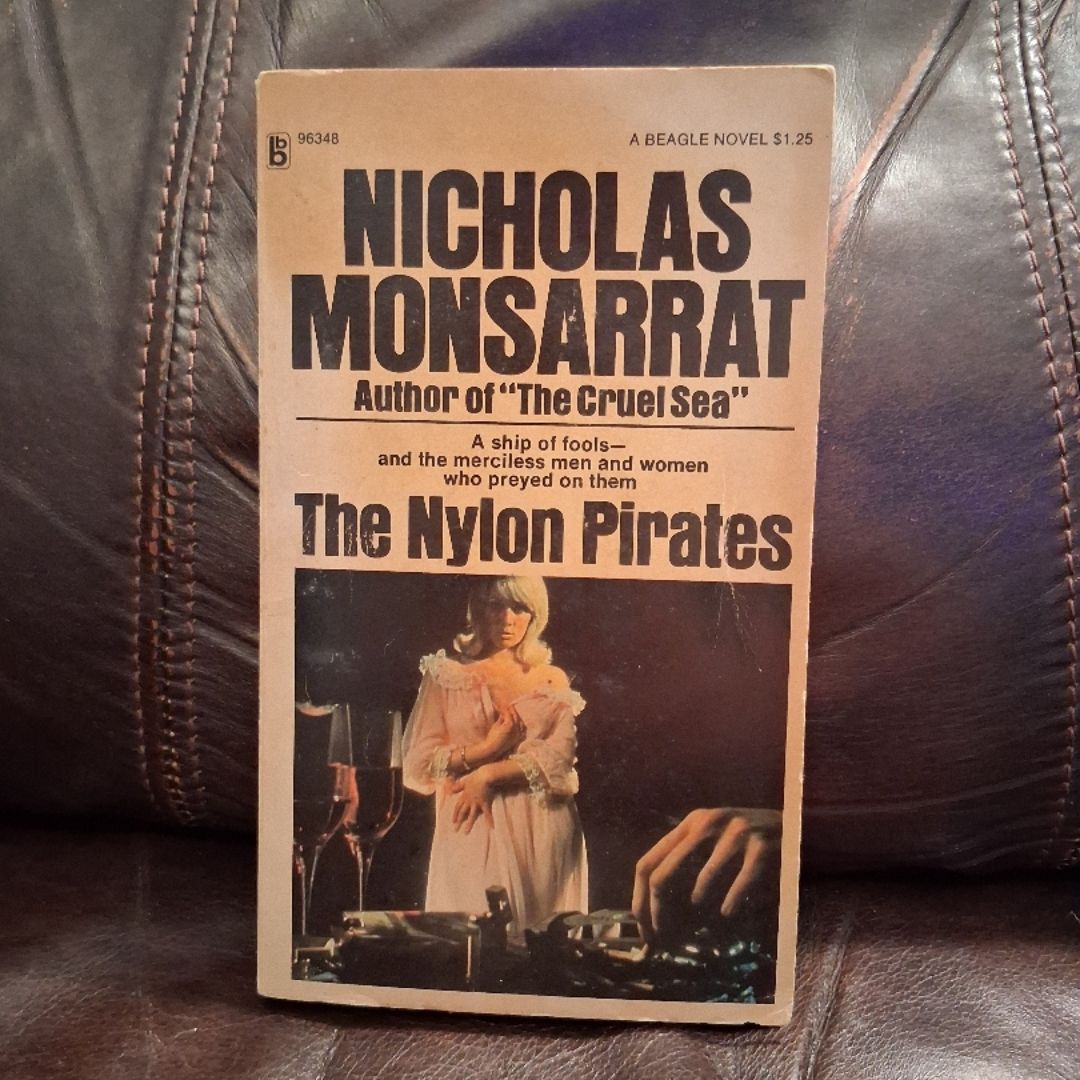 96348
A BEAGLE NOVEL $1.25
NICHOLAS
MONSARRAT
Author of “The Cruel Sea”
A ship of fools—
and the merciless men and women
who preyed on them
The Nylon Pirates